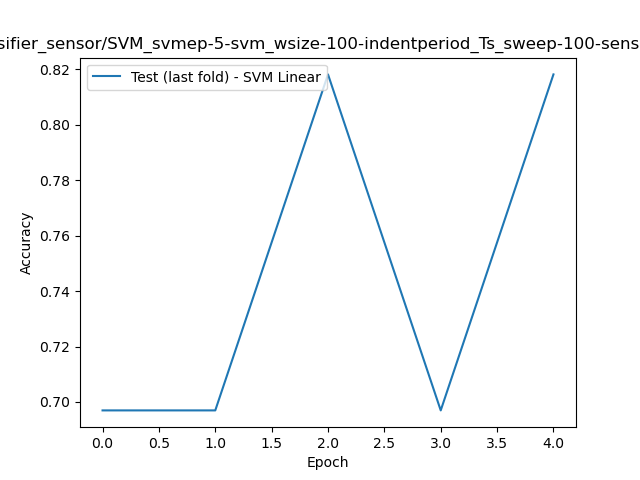 sifier_sensor/SVM_svmep-5-svm_wsize-100-indentperiod_Ts_sweep-100-sens
Test (last fold) - SVM Linear
0.82
0.80
0.78
0.76
0.74
0.72
0.70
Accuracy
0.0 0.5 1.0 1.5 2.0 2.5 3.0 3.5 4.0
Epoch